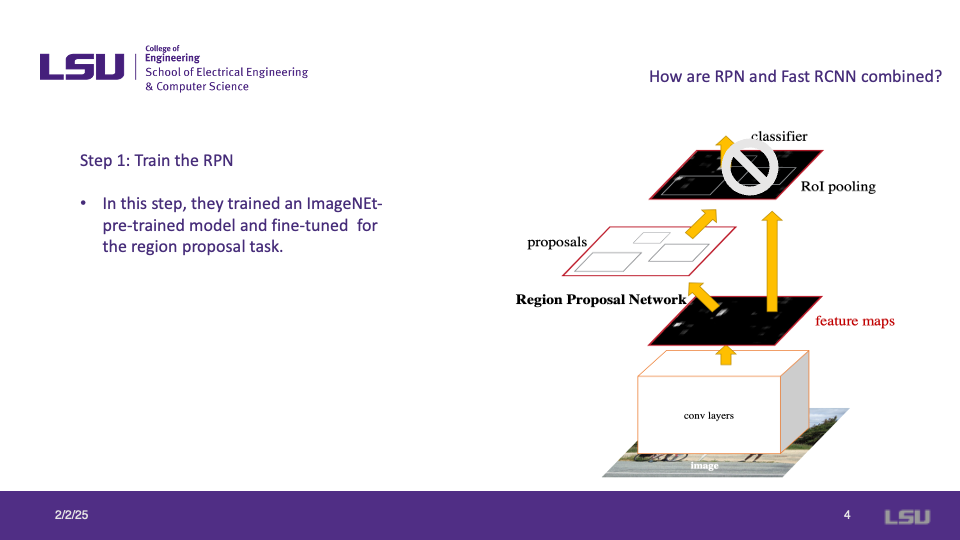 LSU
College of
Engineering
School of Electrical Engineering
& Computer Science
How are RPN and Fast RCNN combined?
Step 1: Train the RPN
• In this step, they trained an ImageNEt-
pre-trained model and fine-tuned for
the region proposal task.
classifier
RoI pooling
proposals
Region Proposal Network
feature maps
conv layers
image
2/2/25
4
LSU